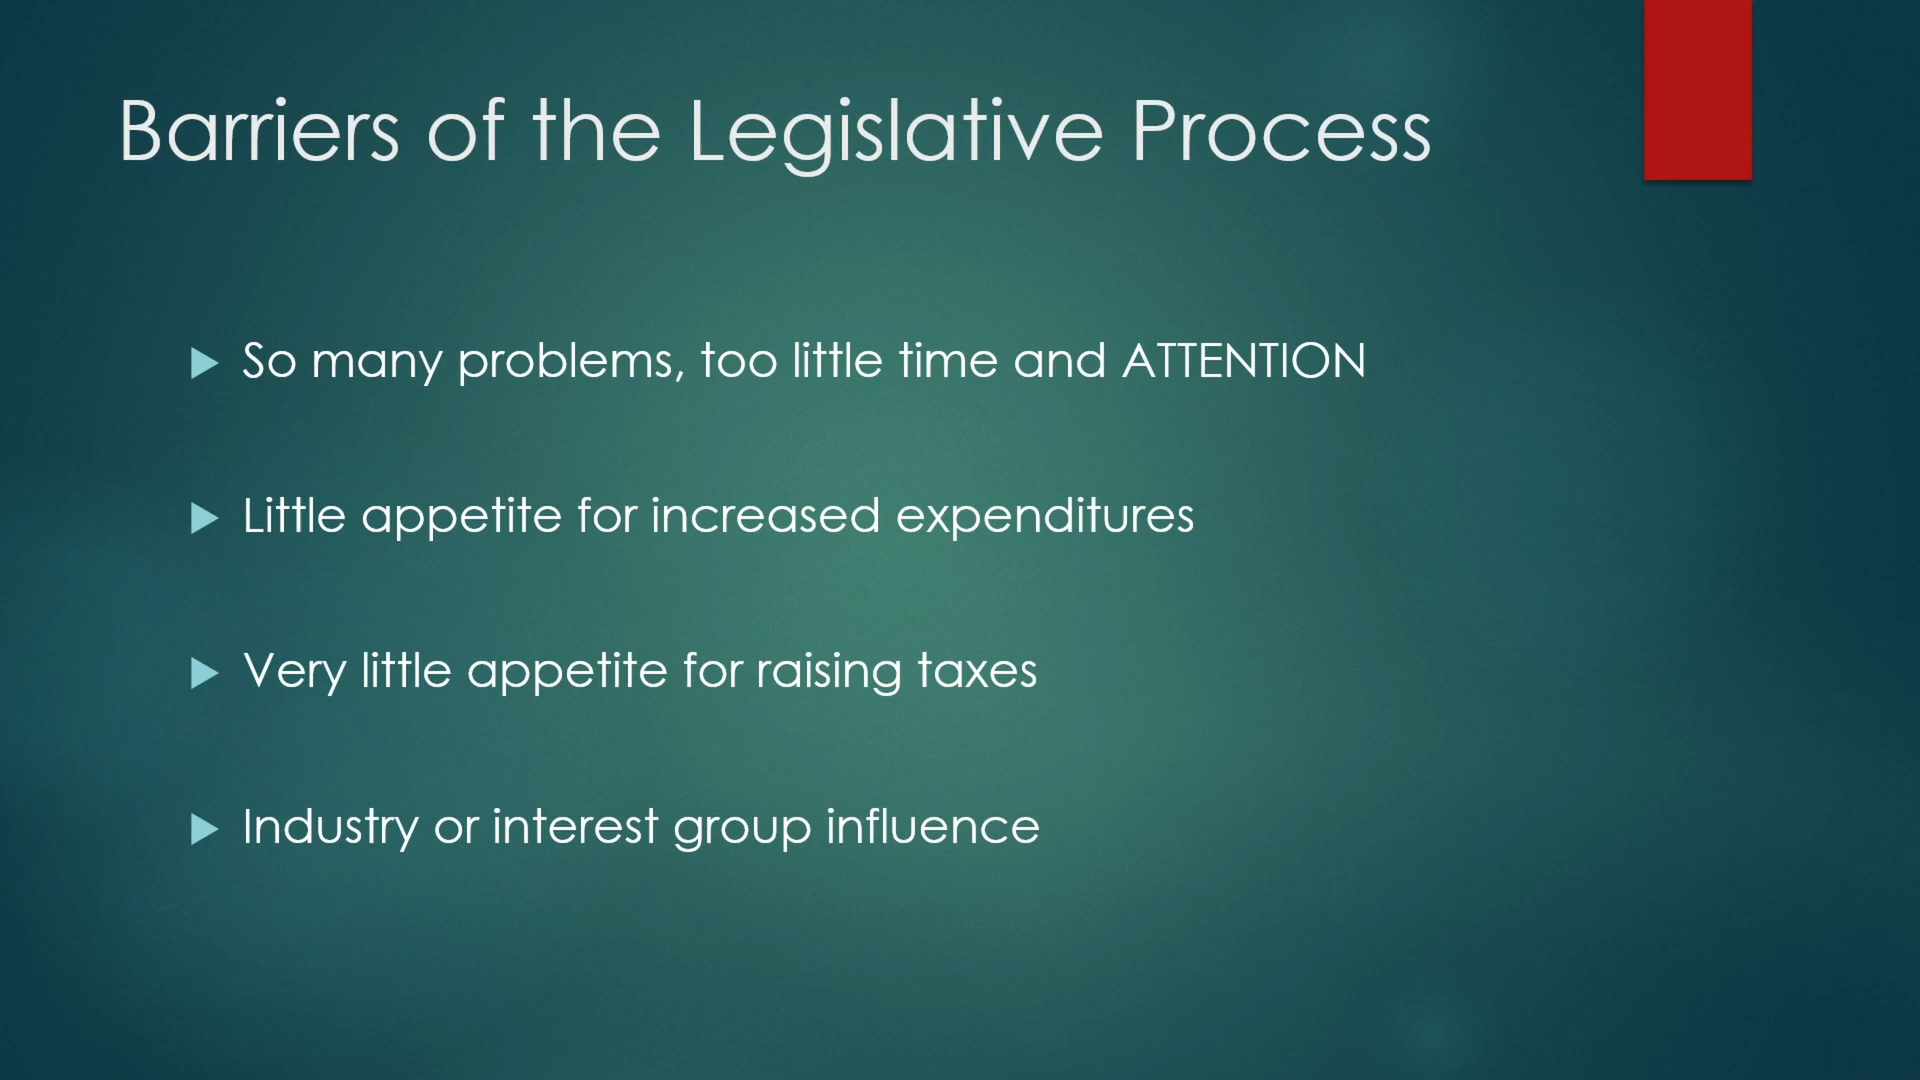 Barriers of the Legislative Process
So many problems, too little time and ATTENTION
Little appetite for increased expenditures
Very little appetite for raising taxes
Industry or interest group influence